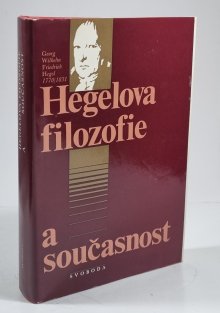 Georg
Wilhelm
Friedrich
Hegel
1770/1831
Hegelova
filozofie
a
současnost
SVOBODA